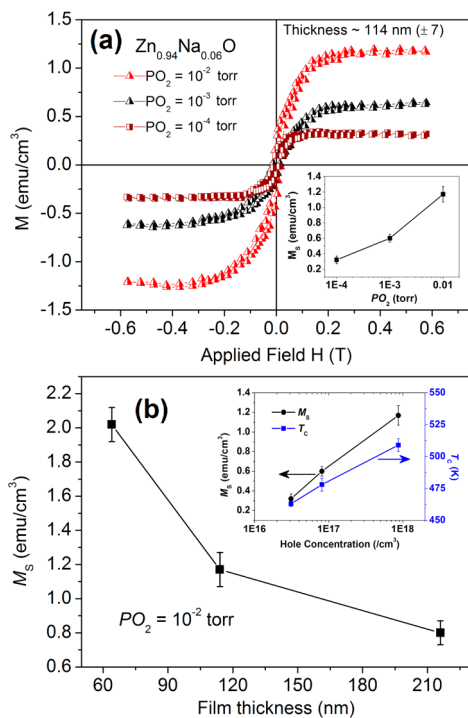 (a)
Thickness ~ 114 nm (± 7)
Zn0.94Na0.06O
PO2 = 10-2 torr
PO2 = 10-3 torr
PO2 = 10-4 torr
M (emu/cm3)
1.5
1.0
0.5
0.0
-0.5
-1.0
-1.5
-0.6 -0.4 -0.2 0.0 0.2 0.4 0.6
Applied Field H (T)
MS (emu/cm3)
1.4
1.2
1.0
0.8
0.6
0.4
0.2
1E-4 1E-3 0.01
PO2 (torr)
(b)
MS (emu/cm3)
2.2
2.0
1.8
1.6
1.4
1.2
1.0
0.8
0.6
60 90 120 150 180 210
Film thickness (nm)
PO2 = 10-2 torr
MS
TC
MS (emu/cm3)
1.4
1.2
1.0
0.8
0.6
0.4
0.2
1E16 1E17 1E18
Hole Concentration (/cm3)
550
525
500
475
450
TC (K)